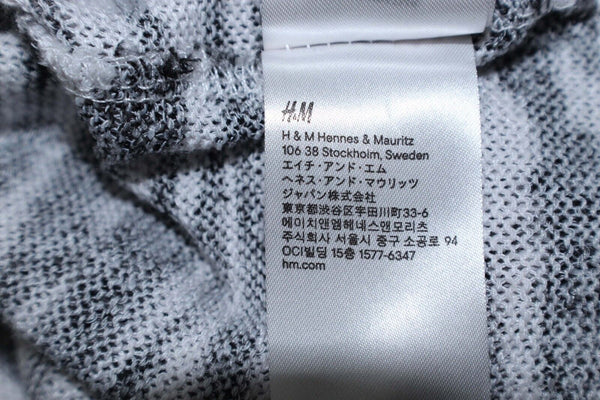 H&M
H & M Hennes & Mauritz
106 38 Stockholm, Sweden
エイチ・アンド・エム
ヘネス・アンド・マウリッツ
ジャパン株式会社
東京都渋谷区宇田川町33-6
에이치앤엠헤네스앤모리츠
주식회사 서울시 중구 소공로 94
OCI빌딩 15층 1577-6347
hm.com